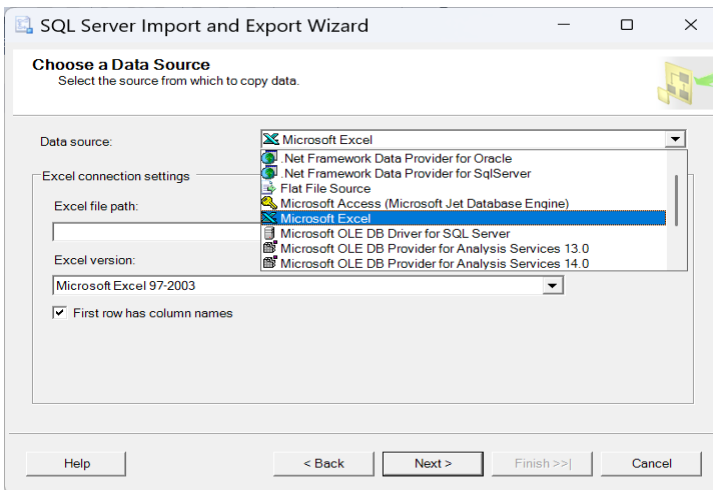 SQL Server Import and Export Wizard
Choose a Data Source
Select the source from which to copy data.
Data source:
Microsoft Excel
.Net Framework Data Provider for Oracle
.Net Framework Data Provider for SqlServer
Flat File Source
Microsoft Access (Microsoft Jet Database Engine)
Microsoft Excel
Microsoft OLE DB Driver for SQL Server
Microsoft OLE DB Provider for Analysis Services 13.0
Microsoft OLE DB Provider for Analysis Services 14.0
Excel connection settings
Excel file path:
Excel version:
Microsoft Excel 97-2003
First row has column names
Help
< Back
Next >
Finish >>|
Cancel